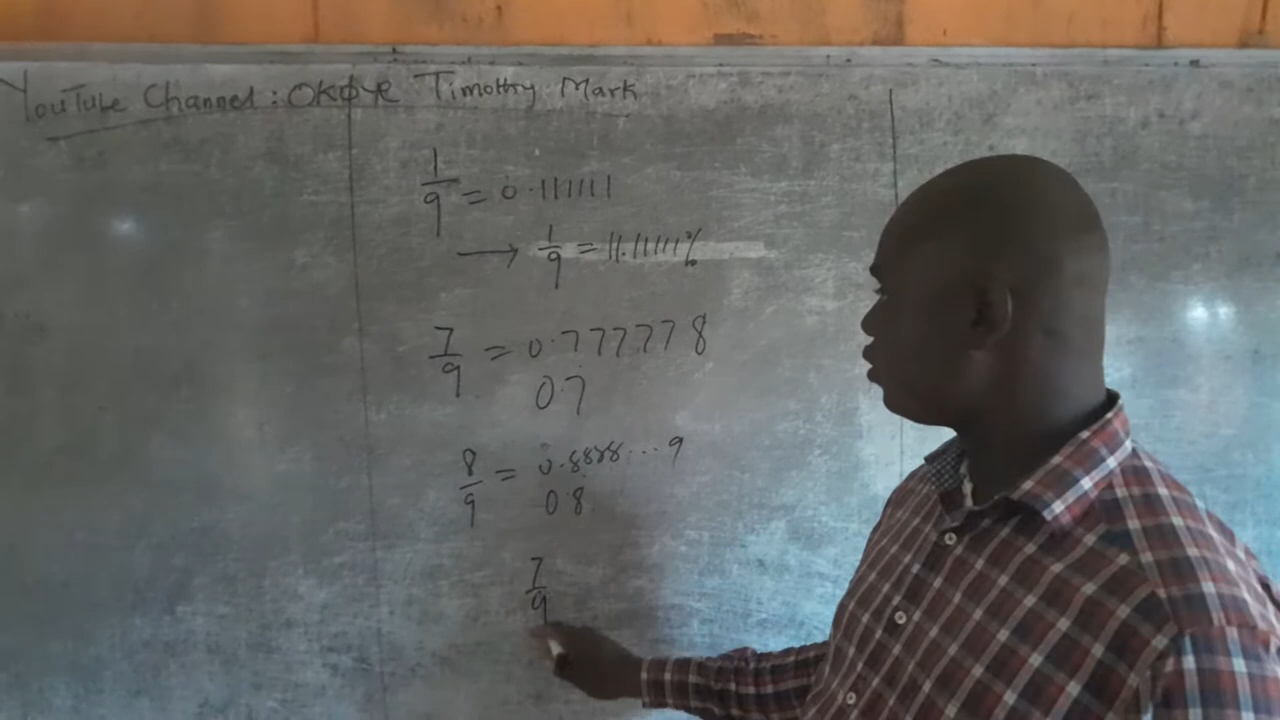 YouTube Channel: OKOYE Timothy Mark
1/9 = 0.111111
→ 1/9 = 11.11111%
7/9 = 0.777778
0.7
8/9 = 0.8888...9
0.8
7/9